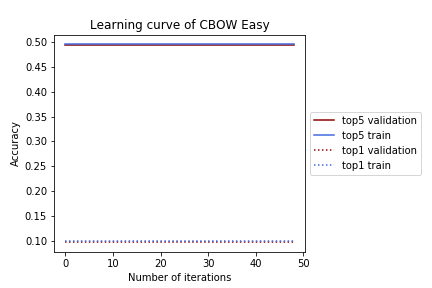 Learning curve of CBOW Easy
0.50
0.45
0.40
0.35
0.30
0.25
0.20
0.15
0.10
Accuracy
0 10 20 30 40 50
Number of iterations
top5 validation
top5 train
top1 validation
top1 train